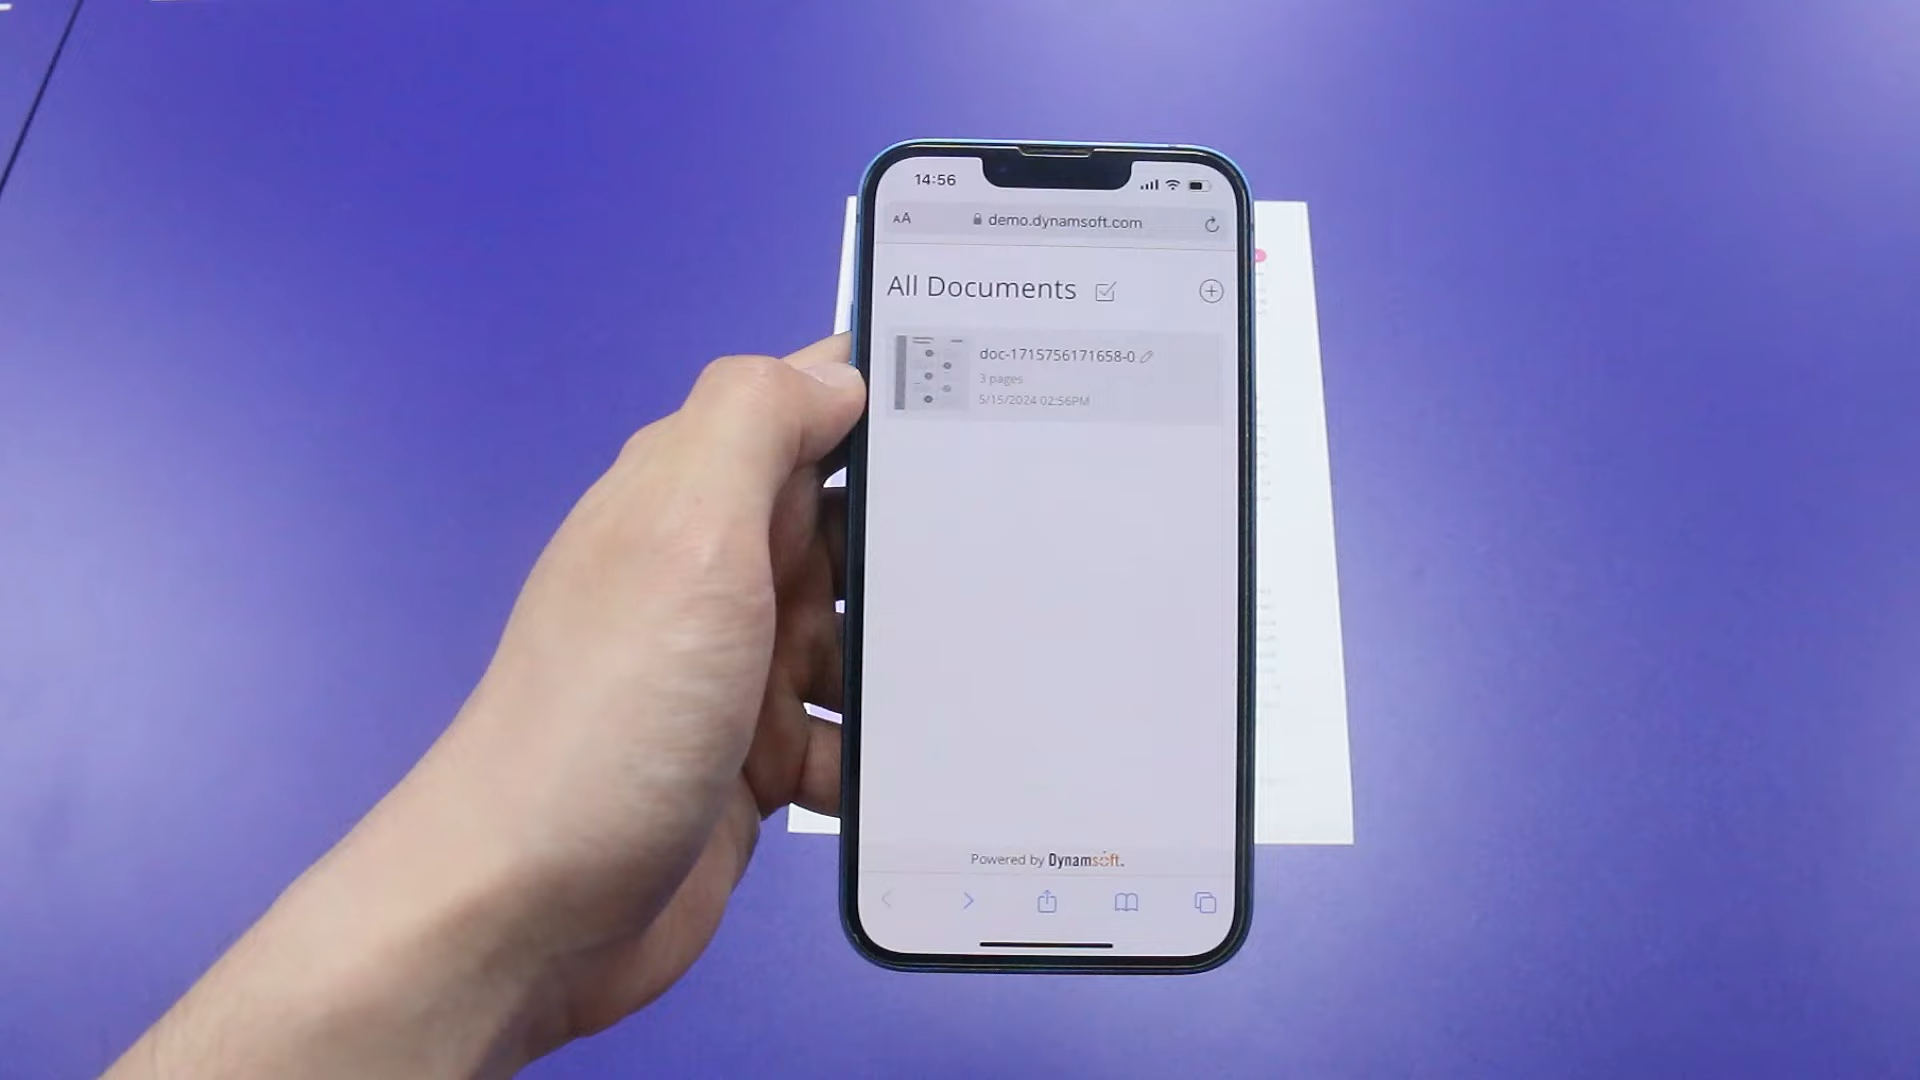 14:56
AA demo.dynamsoft.com
All Documents
doc-1715756171658-0
3 pages
5/15/2024 02:56PM
Powered by Dynamsoft.